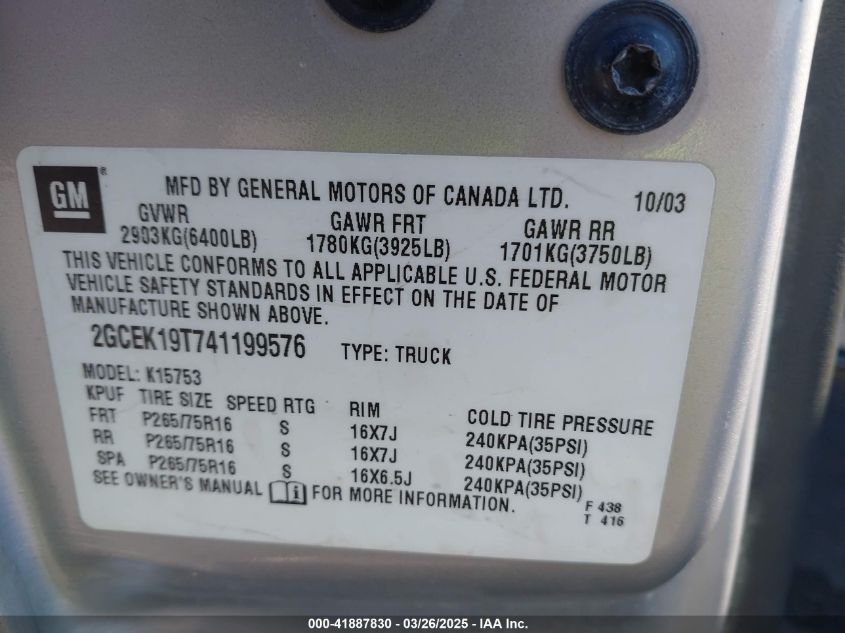 GM
MFD BY GENERAL MOTORS OF CANADA LTD. 10/03
GVWR GAWR FRT GAWR RR
2903KG(6400LB) 1780KG(3925LB) 1701KG(3750LB)
THIS VEHICLE CONFORMS TO ALL APPLICABLE U.S. FEDERAL MOTOR
VEHICLE SAFETY STANDARDS IN EFFECT ON THE DATE OF
MANUFACTURE SHOWN ABOVE.
2GCEK19T741199576 TYPE: TRUCK
MODEL: K15753
KPUF TIRE SIZE SPEED RTG RIM COLD TIRE PRESSURE
FRT P265/75R16 S 16X7J 240KPA(35PSI)
RR P265/75R16 S 16X7J 240KPA(35PSI)
SPA P265/75R16 S 16X6.5J 240KPA(35PSI)
SEE OWNER'S MANUAL i FOR MORE INFORMATION.
F 438
T 416
000-41887830 - 03/26/2025 - IAA Inc.